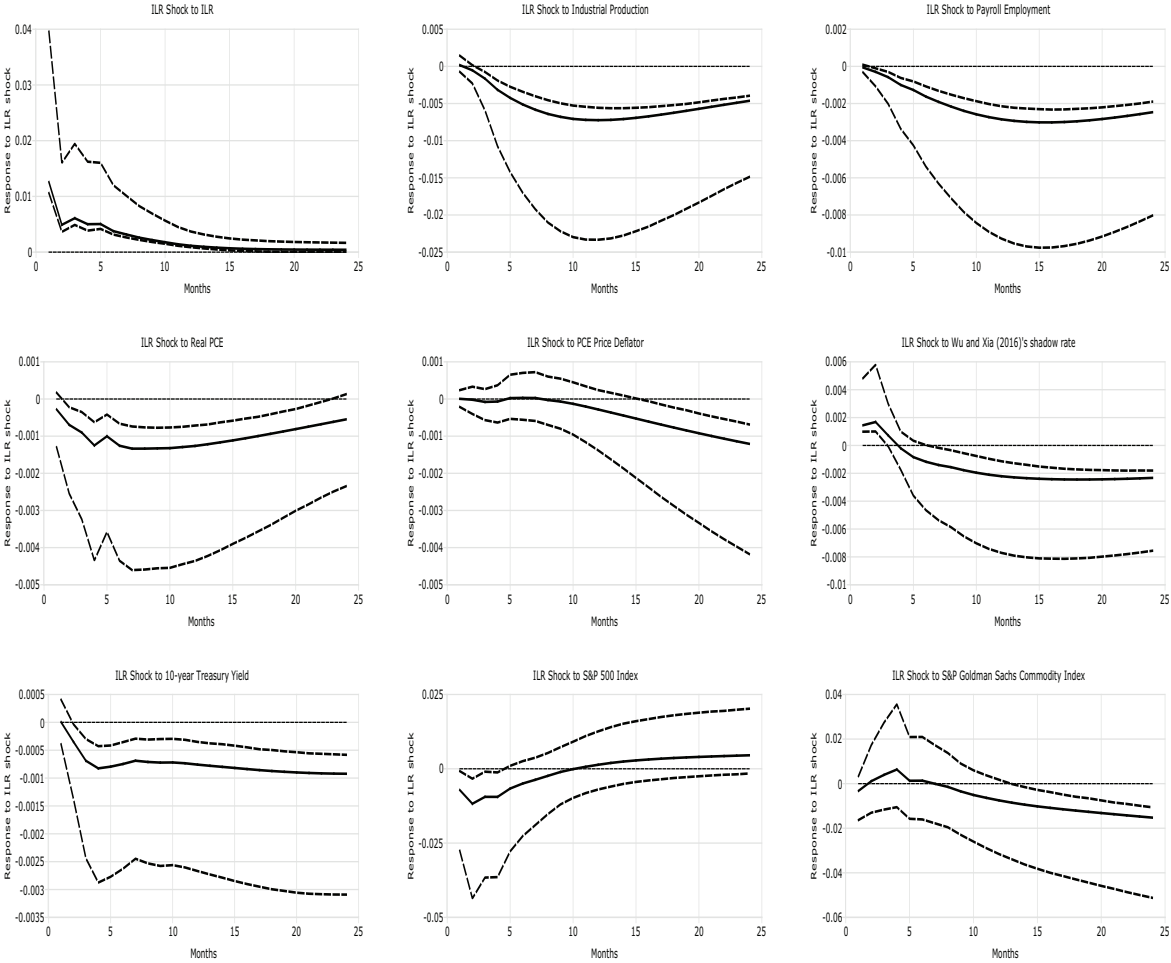 ILR Shock to ILR
Response to ILR shock
0.04
0.03
0.02
0.01
0
0 5 10 15 20 25
Months
ILR Shock to Industrial Production
Response to ILR shock
0.005
0
-0.005
-0.01
-0.015
-0.02
-0.025
0 5 10 15 20 25
Months
ILR Shock to Payroll Employment
Response to ILR shock
0.002
0
-0.002
-0.004
-0.006
-0.008
-0.01
0 5 10 15 20 25
Months
ILR Shock to Real PCE
Response to ILR shock
0.001
0
-0.001
-0.002
-0.003
-0.004
-0.005
0 5 10 15 20 25
Months
ILR Shock to PCE Price Deflator
Response to ILR shock
0.001
0
-0.001
-0.002
-0.003
-0.004
-0.005
0 5 10 15 20 25
Months
ILR Shock to Wu and Xia (2016)'s shadow rate
Response to ILR shock
0.006
0.004
0.002
0
-0.002
-0.004
-0.006
-0.008
-0.01
0 5 10 15 20 25
Months
ILR Shock to 10-year Treasury Yield
Response to ILR shock
0.0005
0
-0.0005
-0.001
-0.0015
-0.002
-0.0025
-0.003
-0.0035
0 5 10 15 20 25
Months
ILR Shock to S&P 500 Index
Response to ILR shock
0.025
0
-0.025
-0.05
0 5 10 15 20 25
Months
ILR Shock to S&P Goldman Sachs Commodity Index
Response to ILR shock
0.04
0.02
0
-0.02
-0.04
-0.06
0 5 10 15 20 25
Months